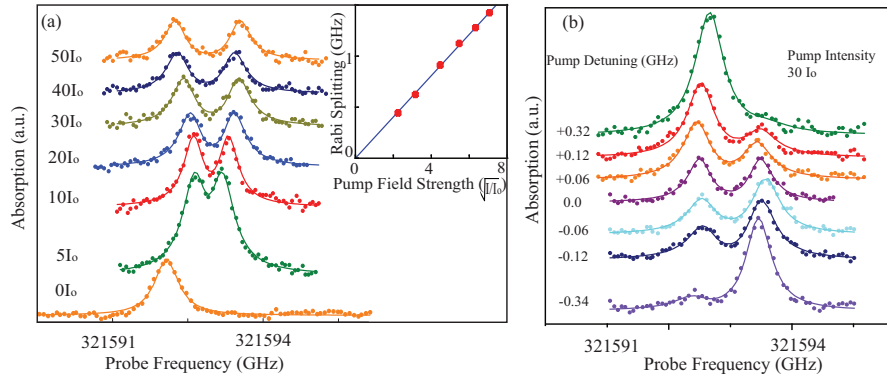 (a)
50Io
40Io
30Io
20Io
10Io
5Io
0Io
Absorption (a.u.)
321591
321594
Probe Frequency (GHz)
Rabi Splitting (GHz)
1
0
0
4
8
Pump Field Strength (√I/Io)
(b)
Pump Detuning (GHz)
Pump Intensity
30 Io
+0.32
+0.12
+0.06
0.0
-0.06
-0.12
-0.34
Absorption (a.u.)
321591
321594
Probe Frequency (GHz)